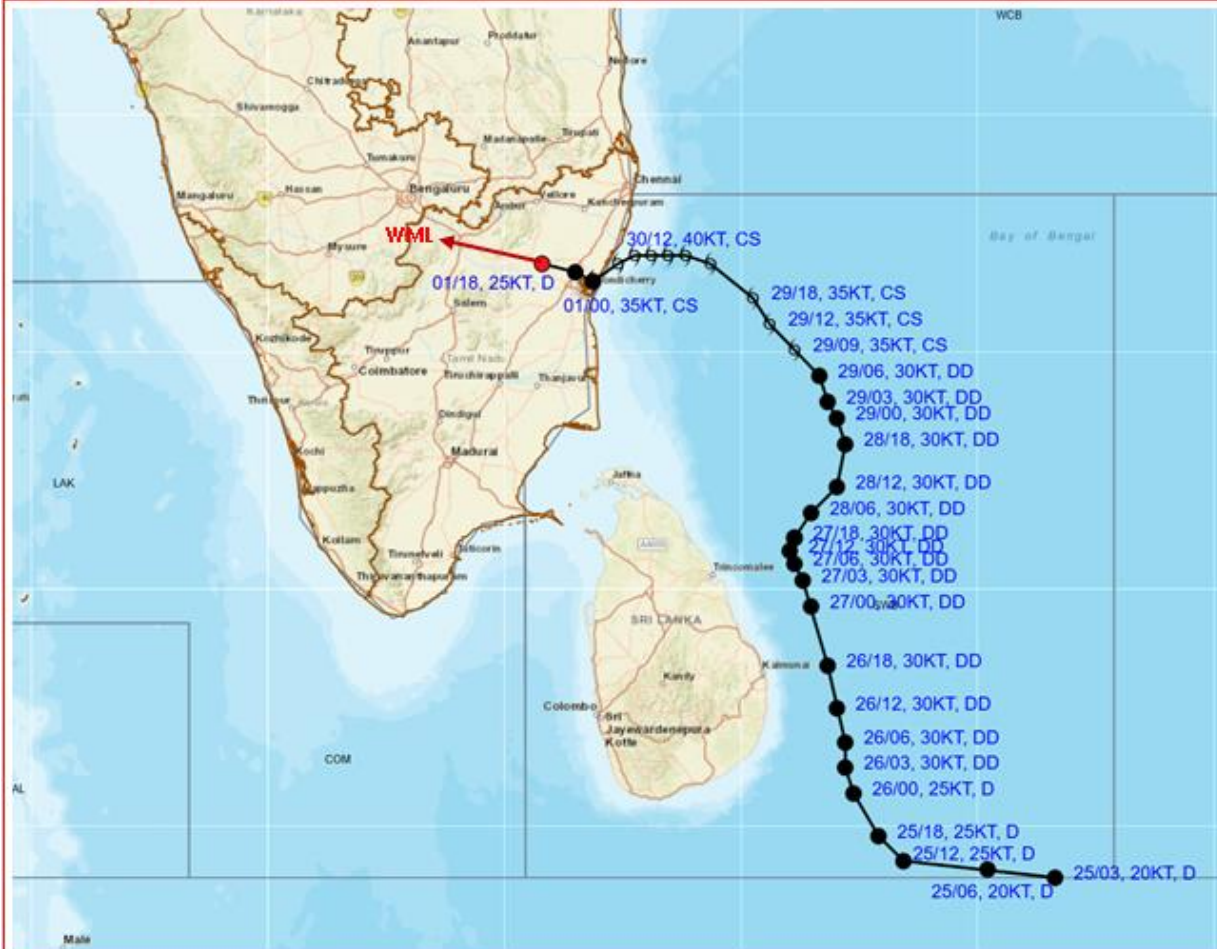 Karnataka
WCB
Anantapur
Proddatur
Nellore
Chitradurga
Shivamogga
Madanapalle
Tirupati
Tumakuru
Chennai
Mangaluru
Hassan
Bengaluru
Vellore
Ambur
Kancheepuram
WML
30/12, 40KT, CS
Bay of Bengal
Mysore
01/18, 25KT, D
01/00, 35KT, CS
29/18, 35KT, CS
Salem
29/12, 35KT, CS
Kozhikode
29/09, 35KT, CS
Tiruppur
Tamil Nadu
Coimbatore
Tiruchirappalli
Thanjavur
29/06, 30KT, DD
29/03, 30KT, DD
Dindigul
29/00, 30KT, DD
28/18, 30KT, DD
Kochi
Madurai
LAK
Jaffna
28/12, 30KT, DD
28/06, 30KT, DD
27/18, 30KT, DD
Kollam
27/12, 30KT, DD
Tirunelveli
27/06, 30KT, DD
Thiruvananthapuram
Trincomalee
27/03, 30KT, DD
27/00, 30KT, DD
SRI LANKA
26/18, 30KT, DD
Kalmunai
Kandy
26/12, 30KT, DD
Colombo
Sri
Jayewardenepura
Kotte
26/06, 30KT, DD
COM
26/03, 30KT, DD
26/00, 25KT, D
25/18, 25KT, D
25/12, 25KT, D
25/03, 20KT, D
25/06, 20KT, D
Malé